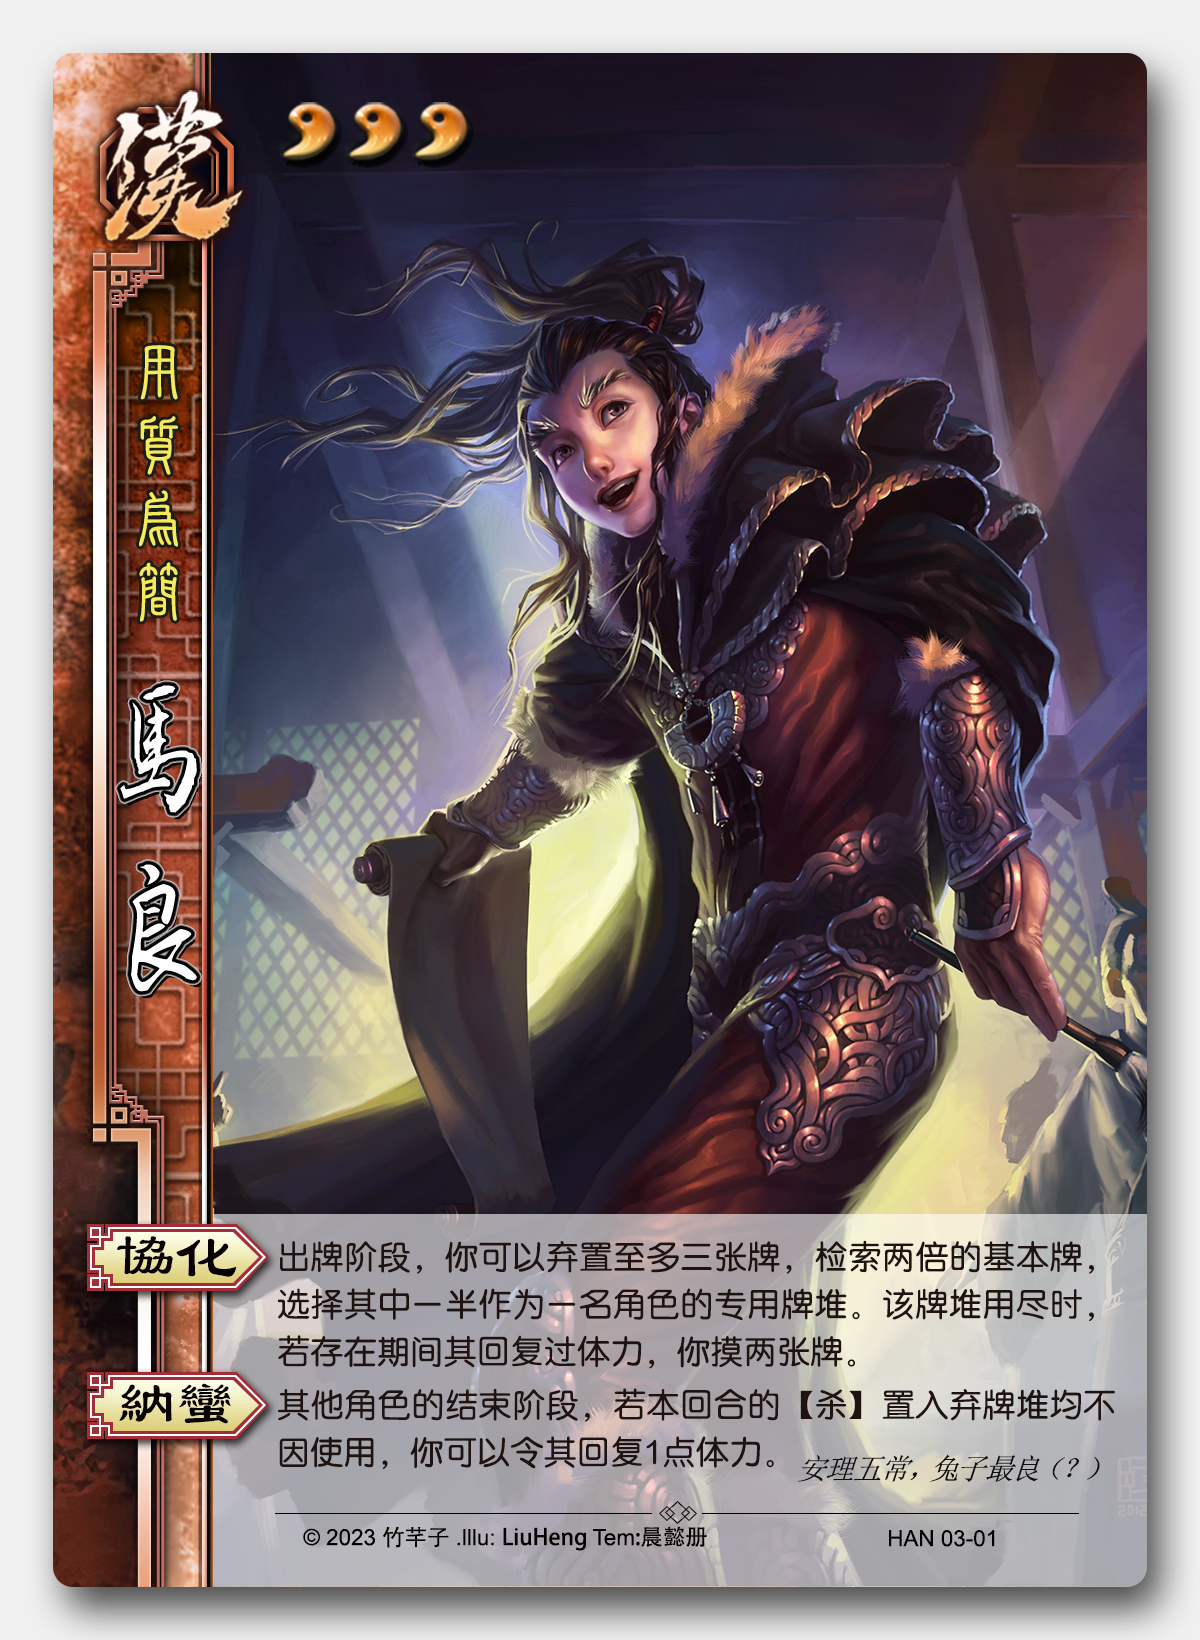 漢
用質為簡
馬良
協化
出牌阶段，你可以弃置至多三张牌，检索两倍的基本牌，
选择其中一半作为一名角色的专用牌堆。该牌堆用尽时，
若存在期间其回复过体力，你摸两张牌。
納蠻
其他角色的结束阶段，若本回合的【杀】置入弃牌堆均不
因使用，你可以令其回复1点体力。
安理五常，兔子最良（？）
© 2023 竹芊子 .Illu: LiuHeng Tem:晨懿册
HAN 03-01